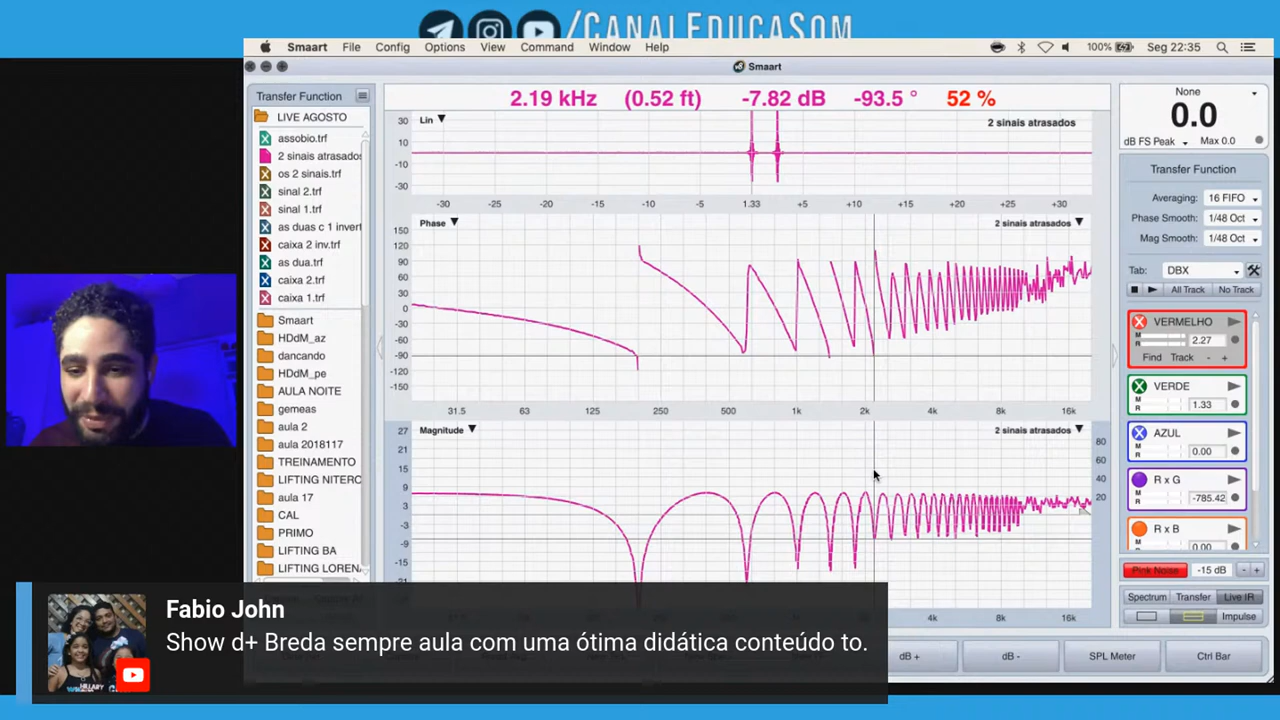 /CanalEducaSom
Smaart File Config Options View Command Window Help 100% Seg 22:35
Smaart
Transfer Function
LIVE AGOSTO
assobio.trf
2 sinais atrasados
os 2 sinais.trf
sinal 2.trf
sinal 1.trf
as duas c 1 invert
caixa 2 inv.trf
as dua.trf
caixa 2.trf
caixa 1.trf
Smaart
HDdM_az
dancando
HDdM_pe
AULA NOITE
gemeas
aula 2
aula 2018117
TREINAMENTO
LIFTING NITERO
aula 17
CAL
PRIMO
LIFTING BA
LIFTING LOREN
2.19 kHz (0.52 ft) -7.82 dB -93.5 ° 52 %
Lin 2 sinais atrasados
30
10
-10
-30
-30 -25 -20 -15 -10 -5 1.33 +5 +10 +15 +20 +25 +30
Phase 2 sinais atrasados
150
120
90
60
30
0
-30
-60
-90
-120
-150
31.5 63 125 250 500 1k 2k 4k 8k 16k
Magnitude 2 sinais atrasados
27
21
15
9
3
-3
-9
-15
80
60
40
20
4k 8k 16k
None
0.0
dB FS Peak Max 0.0
Transfer Function
Averaging: 16 FIFO
Phase Smooth: 1/48 Oct
Mag Smooth: 1/48 Oct
Tab: DBX
All Track No Track
VERMELHO
M
R 2.27
Find Track - +
VERDE
M
R 1.33
AZUL
M
R 0.00
R x G
M
R -785.42
R x B
M 0.00
Pink Noise -15 dB - +
Spectrum Transfer Live IR
Impulse
dB + dB - SPL Meter Ctrl Bar
Fabio John
Show d+ Breda sempre aula com uma ótima didática conteúdo to.